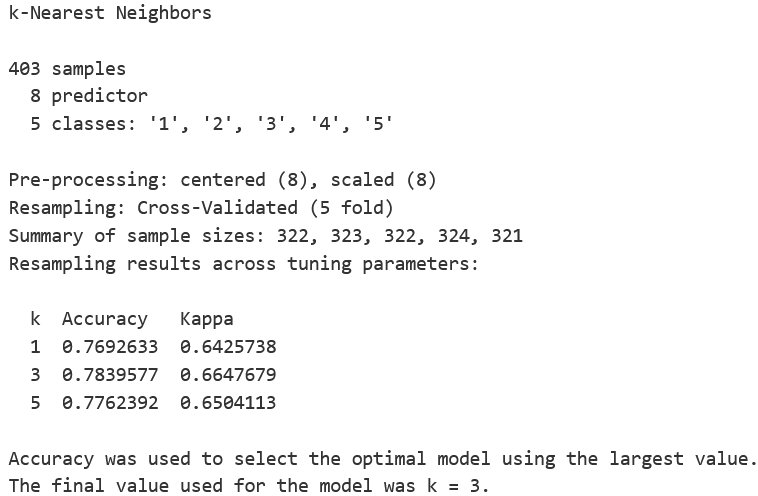 k-Nearest Neighbors
403 samples
8 predictor
5 classes: '1', '2', '3', '4', '5'
Pre-processing: centered (8), scaled (8)
Resampling: Cross-Validated (5 fold)
Summary of sample sizes: 322, 323, 322, 324, 321
Resampling results across tuning parameters:
k Accuracy Kappa
1 0.7692633 0.6425738
3 0.7839577 0.6647679
5 0.7762392 0.6504113
Accuracy was used to select the optimal model using the largest value.
The final value used for the model was k = 3.